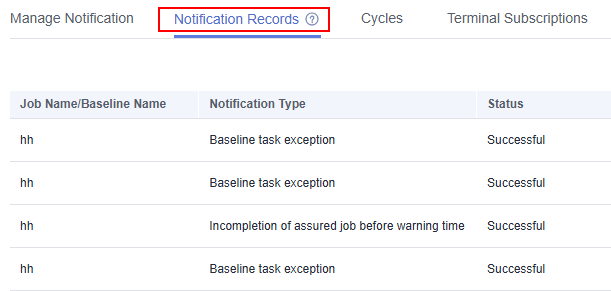 Manage Notification Notification Records ? Cycles Terminal Subscriptions
Job Name/Baseline Name Notification Type Status
hh Baseline task exception Successful
hh Baseline task exception Successful
hh Incompletion of assured job before warning time Successful
hh Baseline task exception Successful